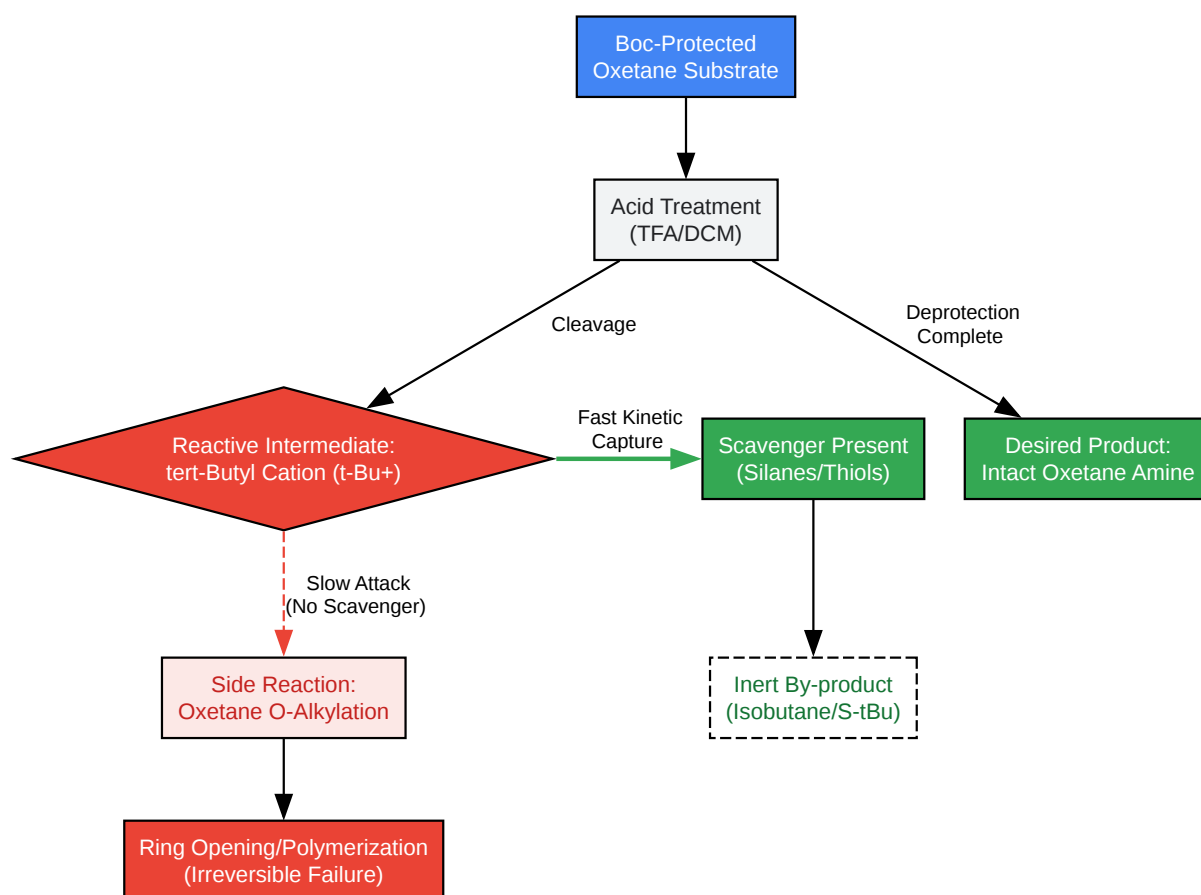 Boc-Protected
Oxetane Substrate
Acid Treatment
(TFA/DCM)
Cleavage
Deprotection
Complete
Reactive Intermediate:
tert-Butyl Cation (t-Bu+)
Fast Kinetic
Capture
Scavenger Present
(Silanes/Thiols)
Desired Product:
Intact Oxetane Amine
Slow Attack
(No Scavenger)
Side Reaction:
Oxetane O-Alkylation
Inert By-product
(Isobutane/S-tBu)
Ring Opening/Polymerization
(Irreversible Failure)